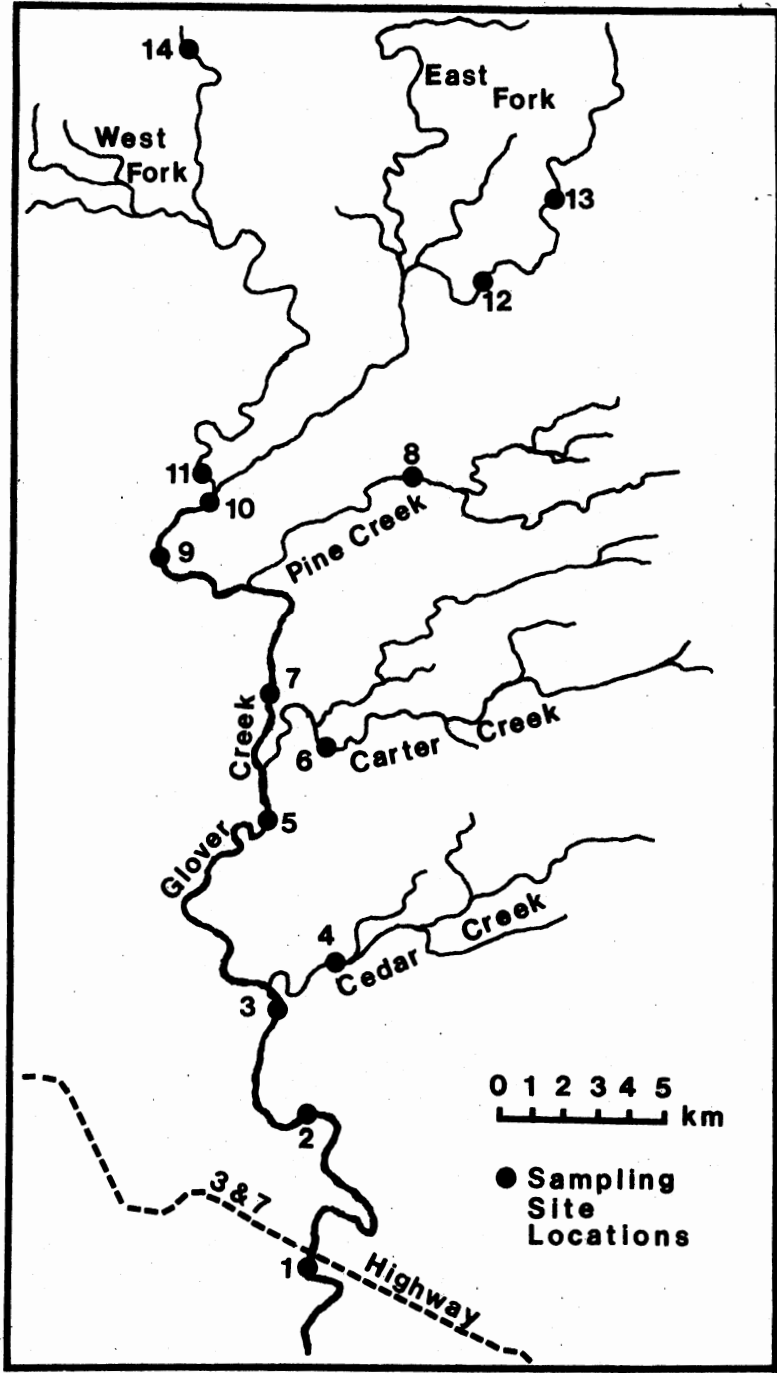 14
East
Fork
West
Fork
13
12
8
11
10
Pine Creek
9
7
Creek
6
Carter Creek
5
Glover
4
Cedar Creek
3
0 1 2 3 4 5
km
2
Sampling
Site
Locations
3 & 7
1
Highway